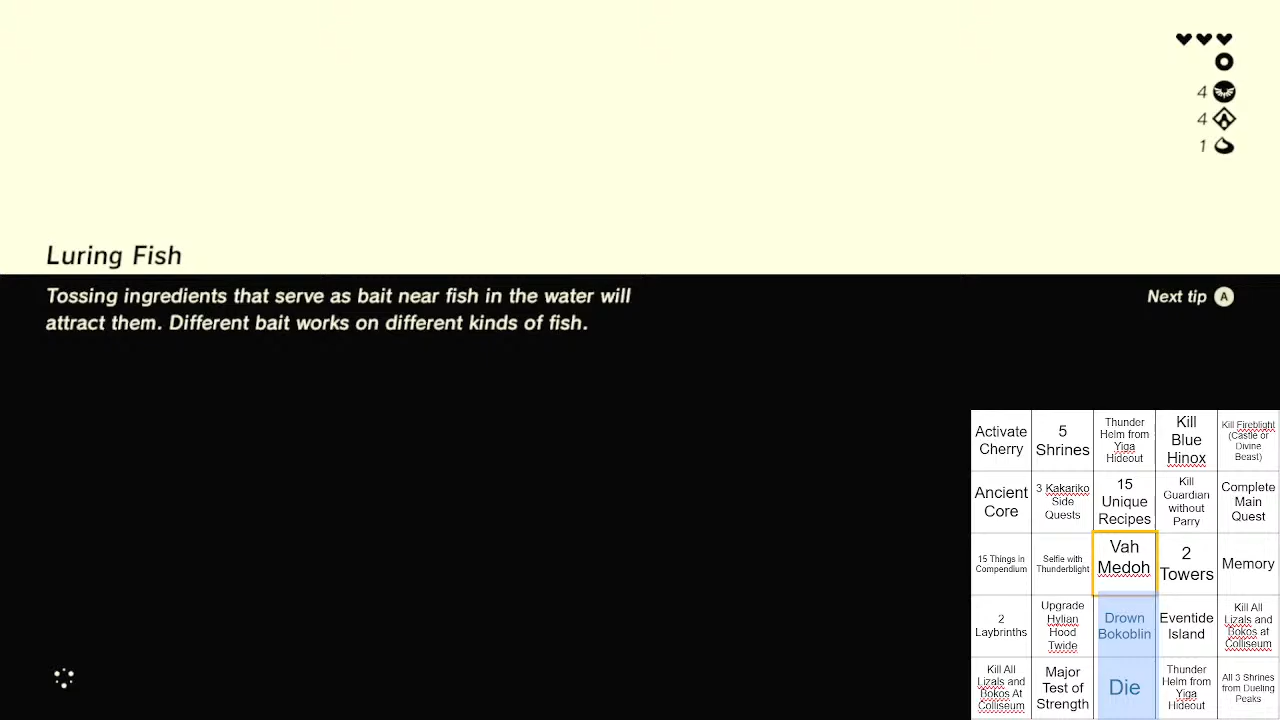 4
4
1
Luring Fish
Tossing ingredients that serve as bait near fish in the water will
attract them. Different bait works on different kinds of fish.
Next tip A
Activate
Cherry
5
Shrines
Thunder
Helm from
Yiga
Hideout
Kill
Blue
Hinox
Kill Fireblight
(Castle or
Divine
Beast)
Ancient
Core
3 Kakariko
Side
Quests
15
Unique
Recipes
Kill
Guardian
without
Parry
Complete
Main
Quest
15 Things in
Compendium
Selfie with
Thunderblight
Vah
Medoh
2
Towers
Memory
2
Laybrinths
Upgrade
Hylian
Hood
Twide
Drown
Bokoblin
Eventide
Island
Kill All
Lizals and
Bokos at
Colliseum
Kill All
Lizals and
Bokos At
Colliseum
Major
Test of
Strength
Die
Thunder
Helm from
Yiga
Hideout
All 3 Shrines
from Dueling
Peaks